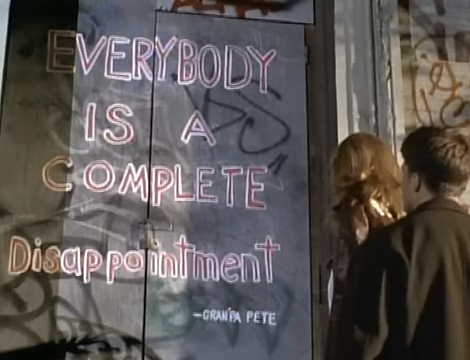 EVERYBODY
IS A
COMPLETE
Disappointment
-GRAN'PA PETE